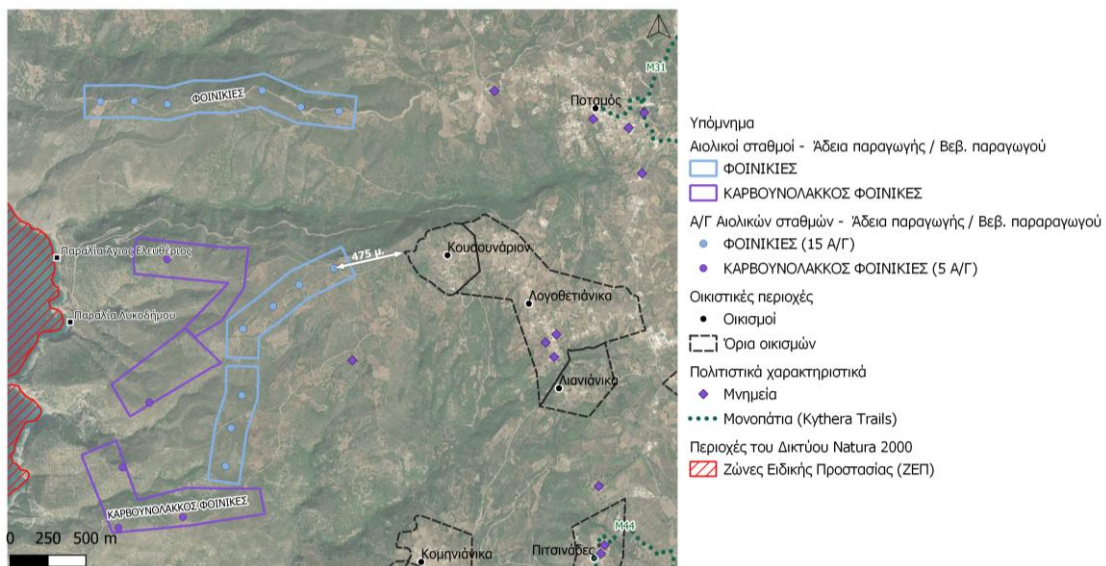 ΦΟΙΝΙΚΙΕΣ
Ποταμός
M31
Παραλία Άγιος Ελευθέριος
475 μ.
Κουσουνάριον
Λογοθετιάνικα
Παραλία Λυκοδήμου
Λιανιάνικα
ΚΑΡΒΟΥΝΟΛΑΚΚΟΣ ΦΟΙΝΙΚΕΣ
M44
Πιτσινάδες
Κομηνιάνικα
0 250 500 m
Υπόμνημα
Αιολικοί σταθμοί - Άδεια παραγωγής / Βεβ. παραγωγού
ΦΟΙΝΙΚΙΕΣ
ΚΑΡΒΟΥΝΟΛΑΚΚΟΣ ΦΟΙΝΙΚΕΣ
Α/Γ Αιολικών σταθμών - Άδεια παραγωγής / Βεβ. παραραγωγού
ΦΟΙΝΙΚΙΕΣ (15 Α/Γ)
ΚΑΡΒΟΥΝΟΛΑΚΚΟΣ ΦΟΙΝΙΚΙΕΣ (5 Α/Γ)
Οικιστικές περιοχές
Οικισμοί
Όρια οικισμών
Πολιτιστικά χαρακτηριστικά
Μνημεία
Μονοπάτια (Kythera Trails)
Περιοχές του Δικτύου Natura 2000
Ζώνες Ειδικής Προστασίας (ΖΕΠ)